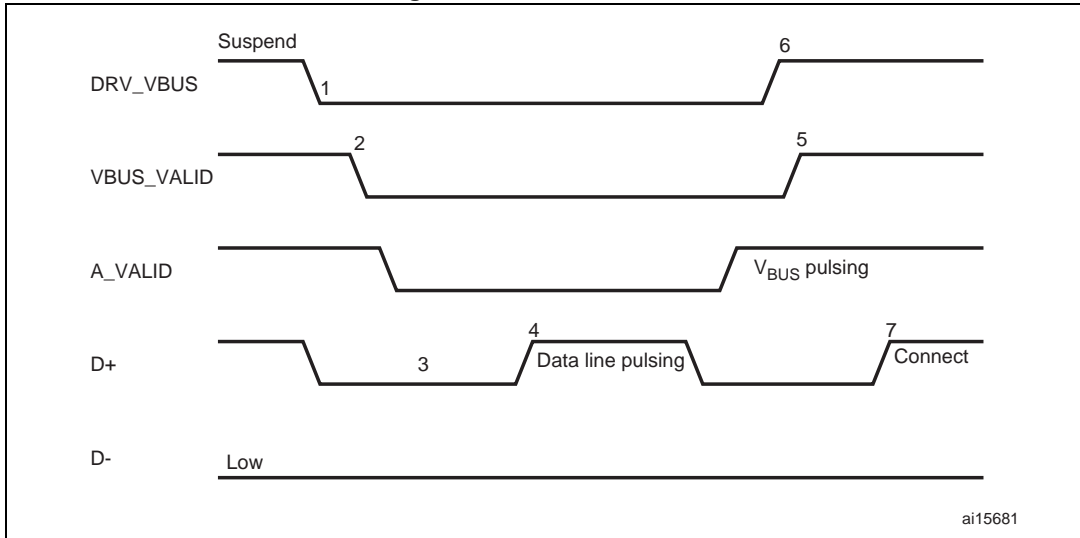 Suspend
6
DRV_VBUS
1
2
5
VBUS_VALID
A_VALID
VBUS pulsing
4
7
D+
3
Data line pulsing
Connect
D-
Low
ai15681